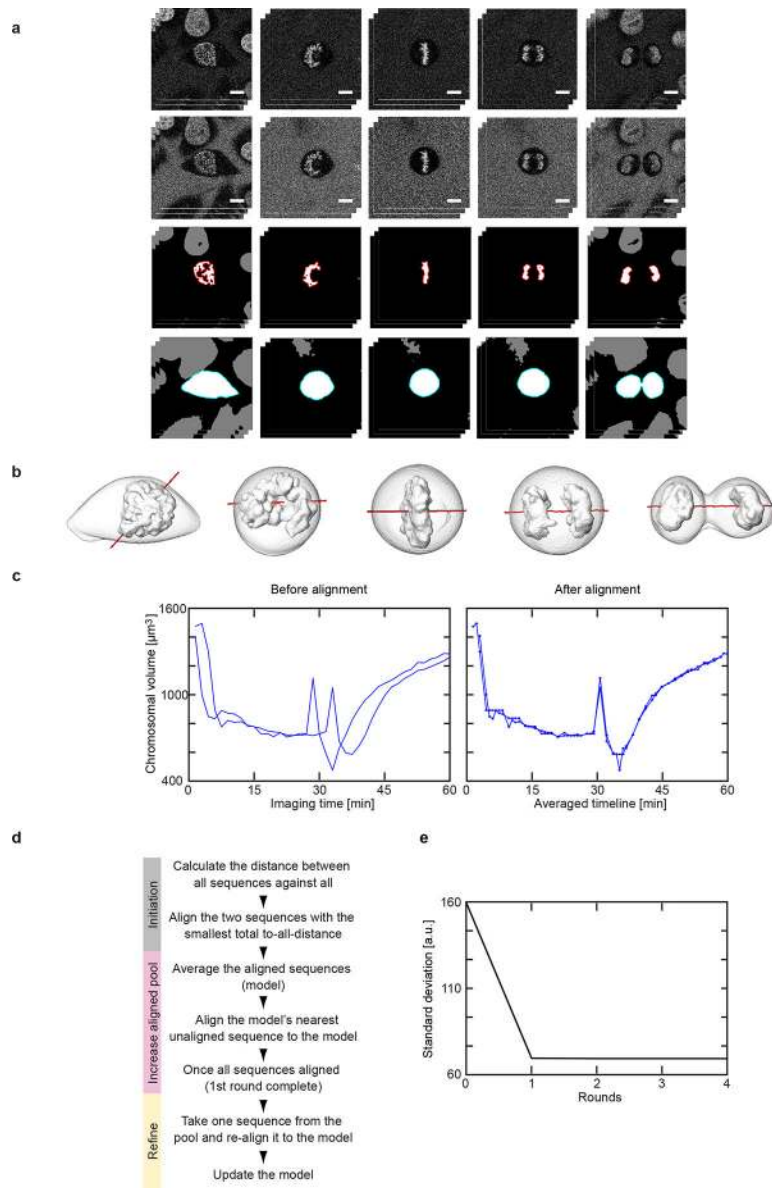 a
b
c
Before alignment
After alignment
Chromosomal volume [µm³]
1600
1000
400
0
15
30
45
60
Imaging time [min]
0
15
30
45
60
Averaged timeline [min]
d
Initiation
Increase aligned pool
Refine
Calculate the distance between
all sequences against all
Align the two sequences with the
smallest total to-all-distance
Average the aligned sequences
(model)
Align the model's nearest
unaligned sequence to the model
Once all sequences aligned
(1st round complete)
Take one sequence from the
pool and re-align it to the model
Update the model
e
Standard deviation [a.u.]
160
110
60
0
1
2
3
4
Rounds